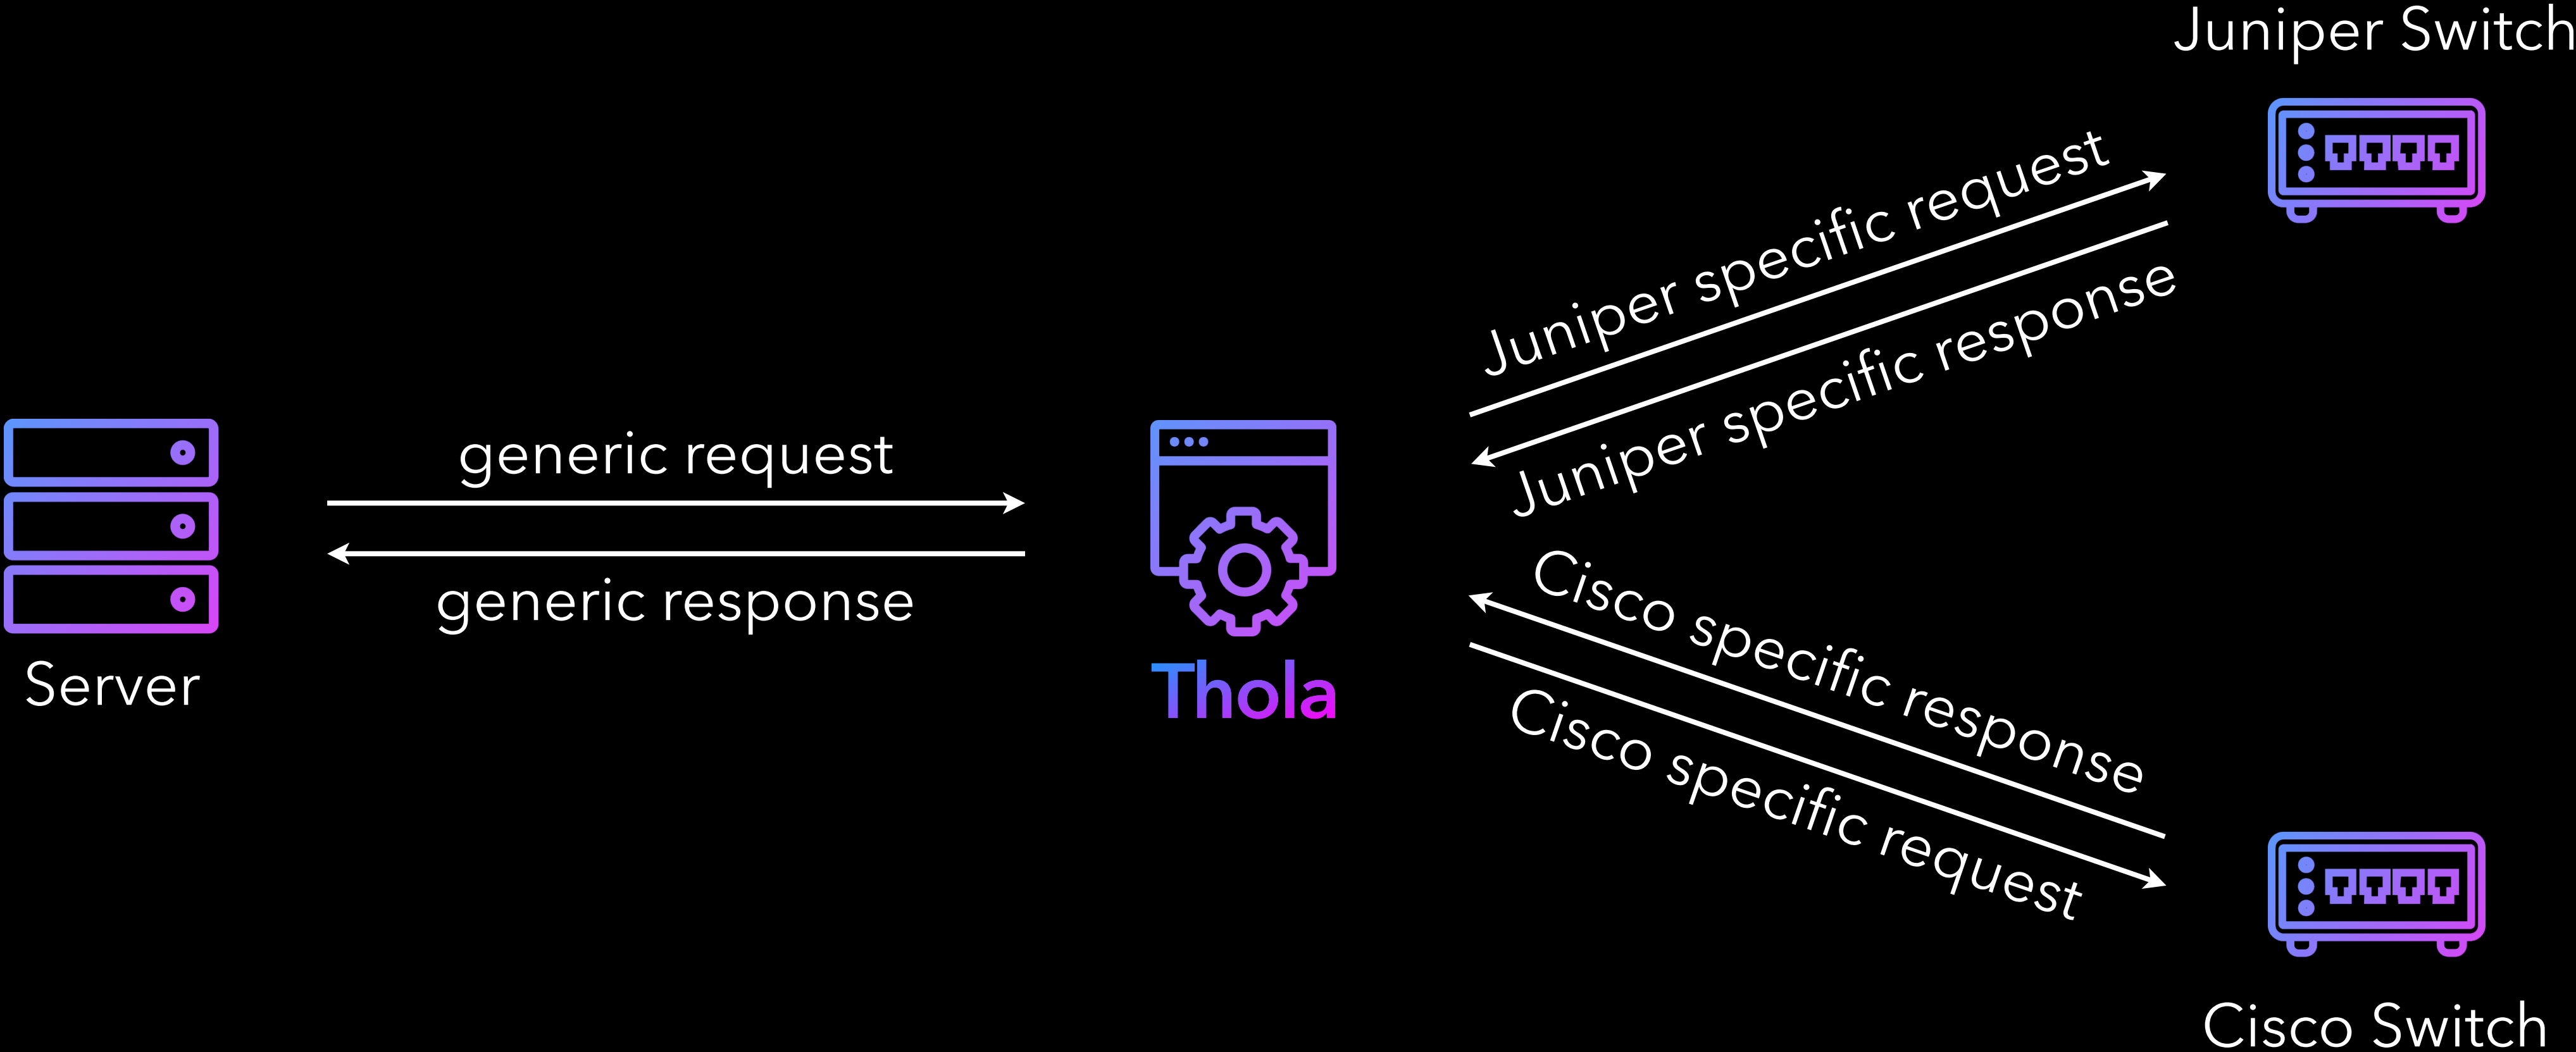 Juniper Switch
Juniper specific request
Juniper specific response
generic request
generic response
Server
Thola
Cisco specific response
Cisco specific request
Cisco Switch